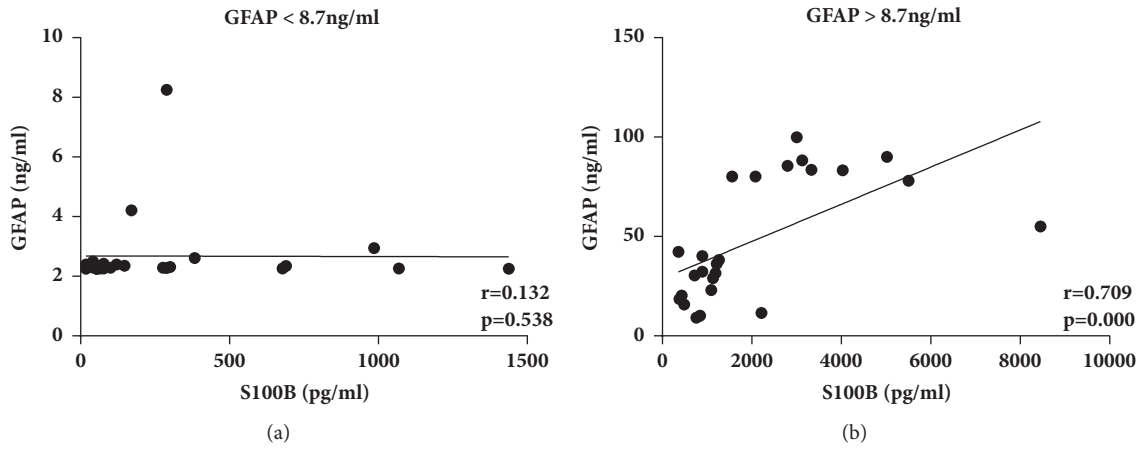 GFAP < 8.7ng/ml
10
8
6
4
2
0
GFAP (ng/ml)
0 500 1000 1500
S100B (pg/ml)
r=0.132
p=0.538
(a)
GFAP > 8.7ng/ml
150
100
50
0
GFAP (ng/ml)
0 2000 4000 6000 8000 10000
S100B (pg/ml)
r=0.709
p=0.000
(b)